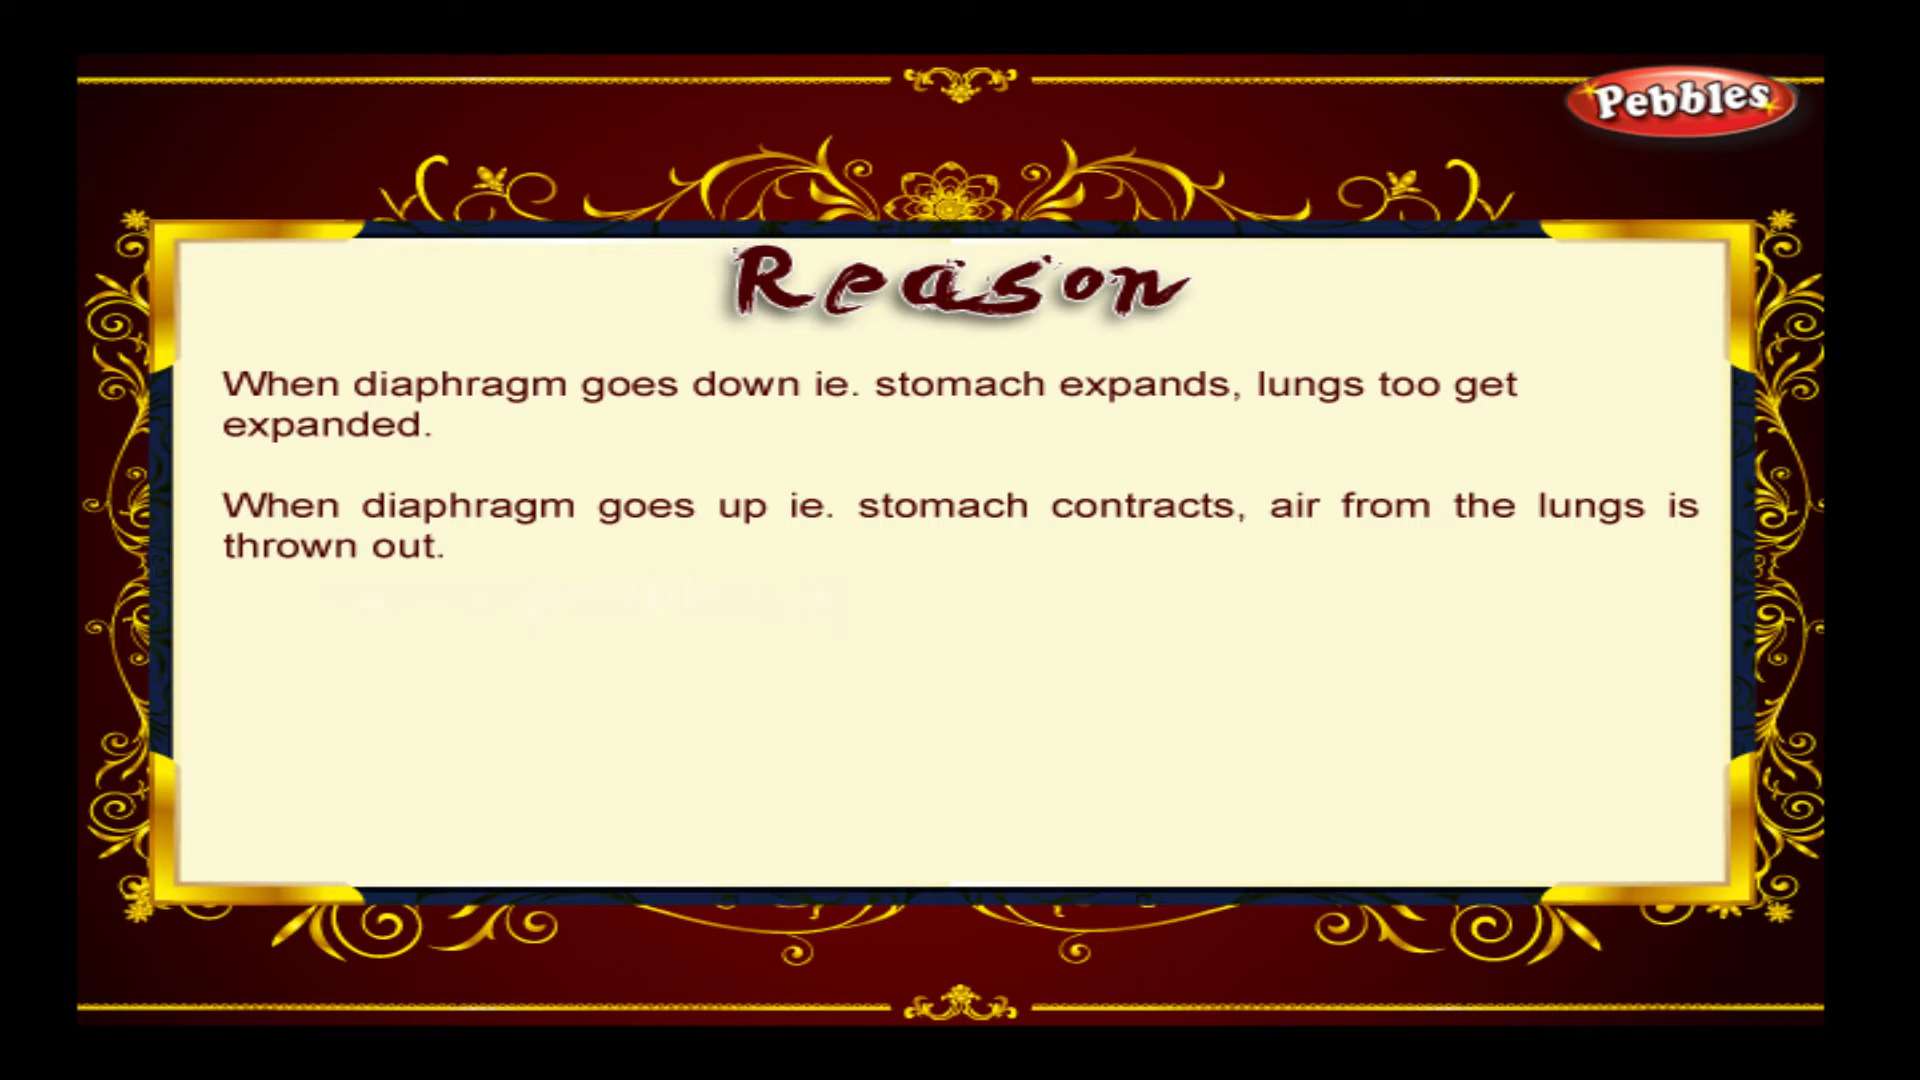 Pebbles
Reason
When diaphragm goes down ie. stomach expands, lungs too get
expanded.
When diaphragm goes up ie. stomach contracts, air from the lungs is
thrown out.